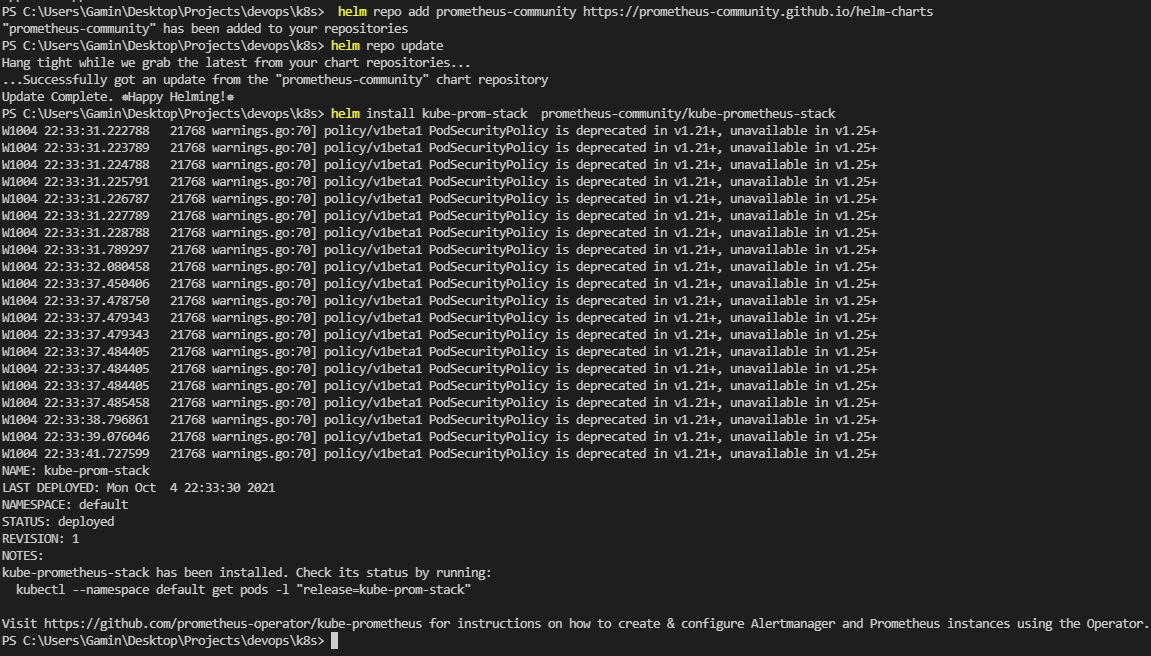 PS C:\Users\Gamin\Desktop\Projects\devops\k8s>  helm repo add prometheus-community https://prometheus-community.github.io/helm-charts
"prometheus-community" has been added to your repositories
PS C:\Users\Gamin\Desktop\Projects\devops\k8s> helm repo update
Hang tight while we grab the latest from your chart repositories...
...Successfully got an update from the "prometheus-community" chart repository
Update Complete. ⎈Happy Helming!⎈
PS C:\Users\Gamin\Desktop\Projects\devops\k8s> helm install kube-prom-stack  prometheus-community/kube-prometheus-stack
W1004 22:33:31.222788   21768 warnings.go:70] policy/v1beta1 PodSecurityPolicy is deprecated in v1.21+, unavailable in v1.25+
W1004 22:33:31.223789   21768 warnings.go:70] policy/v1beta1 PodSecurityPolicy is deprecated in v1.21+, unavailable in v1.25+
W1004 22:33:31.224788   21768 warnings.go:70] policy/v1beta1 PodSecurityPolicy is deprecated in v1.21+, unavailable in v1.25+
W1004 22:33:31.225791   21768 warnings.go:70] policy/v1beta1 PodSecurityPolicy is deprecated in v1.21+, unavailable in v1.25+
W1004 22:33:31.226787   21768 warnings.go:70] policy/v1beta1 PodSecurityPolicy is deprecated in v1.21+, unavailable in v1.25+
W1004 22:33:31.227789   21768 warnings.go:70] policy/v1beta1 PodSecurityPolicy is deprecated in v1.21+, unavailable in v1.25+
W1004 22:33:31.228788   21768 warnings.go:70] policy/v1beta1 PodSecurityPolicy is deprecated in v1.21+, unavailable in v1.25+
W1004 22:33:31.789297   21768 warnings.go:70] policy/v1beta1 PodSecurityPolicy is deprecated in v1.21+, unavailable in v1.25+
W1004 22:33:32.080458   21768 warnings.go:70] policy/v1beta1 PodSecurityPolicy is deprecated in v1.21+, unavailable in v1.25+
W1004 22:33:37.450406   21768 warnings.go:70] policy/v1beta1 PodSecurityPolicy is deprecated in v1.21+, unavailable in v1.25+
W1004 22:33:37.478750   21768 warnings.go:70] policy/v1beta1 PodSecurityPolicy is deprecated in v1.21+, unavailable in v1.25+
W1004 22:33:37.479343   21768 warnings.go:70] policy/v1beta1 PodSecurityPolicy is deprecated in v1.21+, unavailable in v1.25+
W1004 22:33:37.479343   21768 warnings.go:70] policy/v1beta1 PodSecurityPolicy is deprecated in v1.21+, unavailable in v1.25+
W1004 22:33:37.484405   21768 warnings.go:70] policy/v1beta1 PodSecurityPolicy is deprecated in v1.21+, unavailable in v1.25+
W1004 22:33:37.484405   21768 warnings.go:70] policy/v1beta1 PodSecurityPolicy is deprecated in v1.21+, unavailable in v1.25+
W1004 22:33:37.484405   21768 warnings.go:70] policy/v1beta1 PodSecurityPolicy is deprecated in v1.21+, unavailable in v1.25+
W1004 22:33:37.485458   21768 warnings.go:70] policy/v1beta1 PodSecurityPolicy is deprecated in v1.21+, unavailable in v1.25+
W1004 22:33:38.796861   21768 warnings.go:70] policy/v1beta1 PodSecurityPolicy is deprecated in v1.21+, unavailable in v1.25+
W1004 22:33:39.076046   21768 warnings.go:70] policy/v1beta1 PodSecurityPolicy is deprecated in v1.21+, unavailable in v1.25+
W1004 22:33:41.727599   21768 warnings.go:70] policy/v1beta1 PodSecurityPolicy is deprecated in v1.21+, unavailable in v1.25+
NAME: kube-prom-stack
LAST DEPLOYED: Mon Oct  4 22:33:30 2021
NAMESPACE: default
STATUS: deployed
REVISION: 1
NOTES:
kube-prometheus-stack has been installed. Check its status by running:
  kubectl --namespace default get pods -l "release=kube-prom-stack"

Visit https://github.com/prometheus-operator/kube-prometheus for instructions on how to create & configure Alertmanager and Prometheus instances using the Operator.
PS C:\Users\Gamin\Desktop\Projects\devops\k8s>